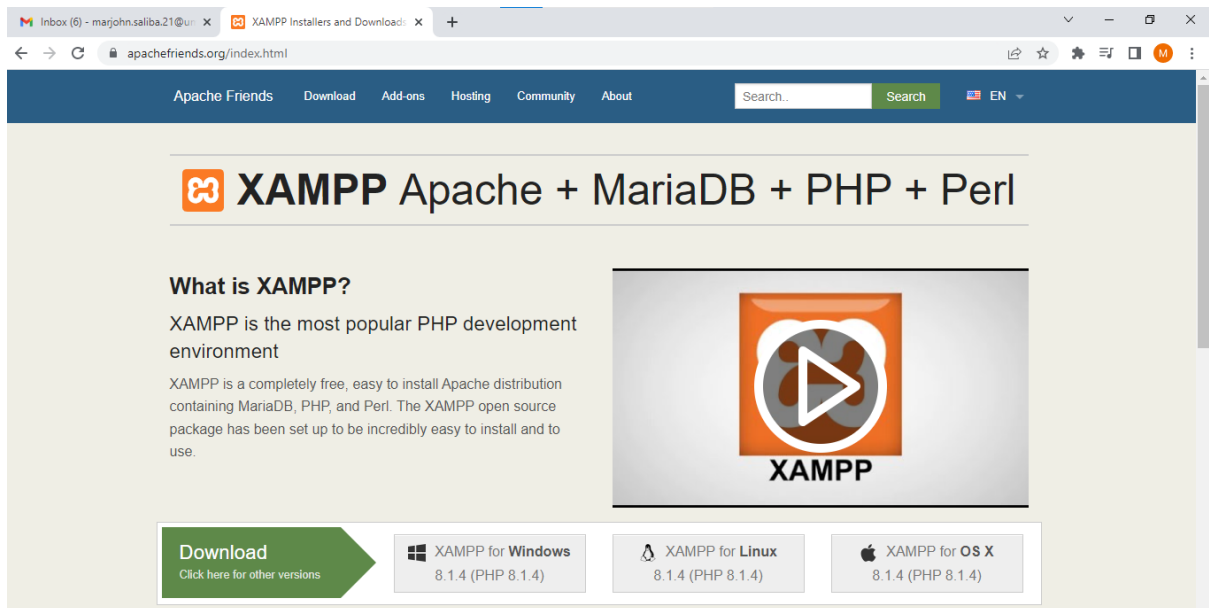 Inbox (6) - marjohn.saliba.21@un
XAMPP Installers and Downloads
apachefriends.org/index.html
M
Apache Friends Download Add-ons Hosting Community About Search.. Search EN
XAMPP Apache + MariaDB + PHP + Perl
What is XAMPP?
XAMPP is the most popular PHP development
environment
XAMPP is a completely free, easy to install Apache distribution
containing MariaDB, PHP, and Perl. The XAMPP open source
package has been set up to be incredibly easy to install and to
use.
XAMPP
Download
Click here for other versions
XAMPP for Windows
8.1.4 (PHP 8.1.4)
XAMPP for Linux
8.1.4 (PHP 8.1.4)
XAMPP for OS X
8.1.4 (PHP 8.1.4)